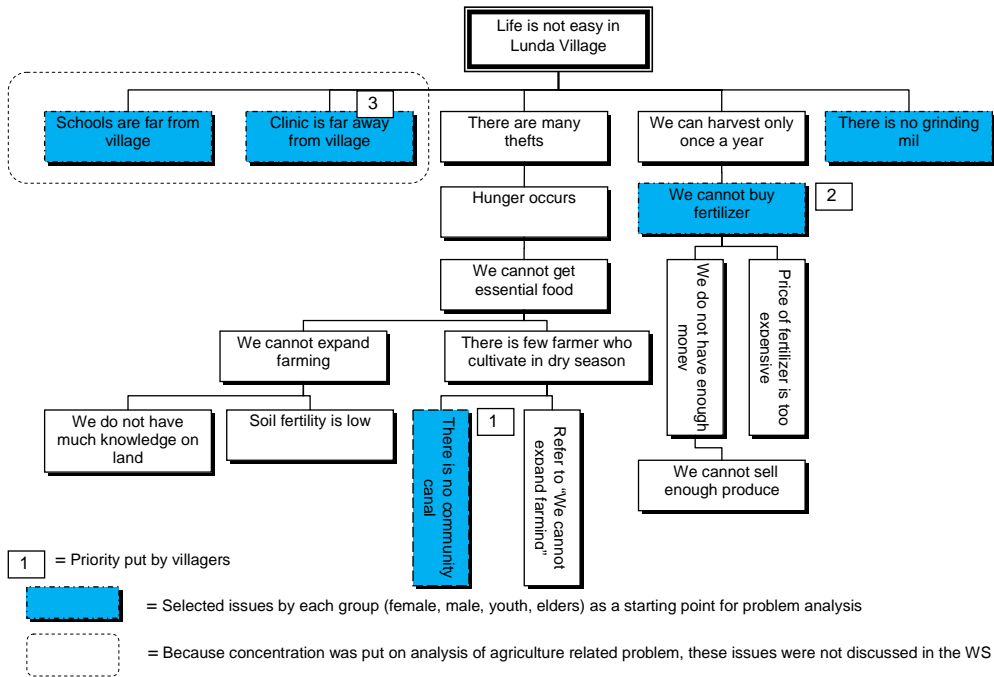 Life is not easy in
Lunda Village
3
Schools are far from
village
Clinic is far away
from village
There are many
thefts
We can harvest only
once a year
There is no grinding
mil
Hunger occurs
We cannot buy
fertilizer
2
We cannot get
essential food
We do not have enough
money
Price of fertilizer is too
expensive
We cannot expand
farming
There is few farmer who
cultivate in dry season
We do not have
much knowledge on
land
Soil fertility is low
There is no community
canal
1
Refer to “We cannot
expand farming”
We cannot sell
enough produce
1 = Priority put by villagers
= Selected issues by each group (female, male, youth, elders) as a starting point for problem analysis
= Because concentration was put on analysis of agriculture related problem, these issues were not discussed in the WS